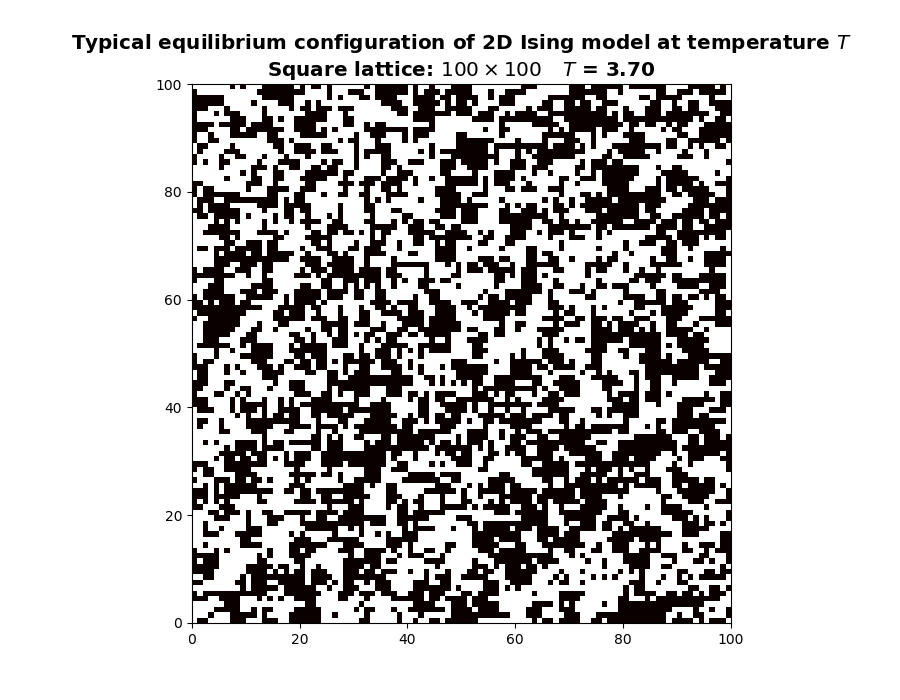 Typical equilibrium configuration of 2D Ising model at temperature T
Square lattice: 100 × 100 T = 3.70
100
80
60
40
20
0
0 20 40 60 80 100